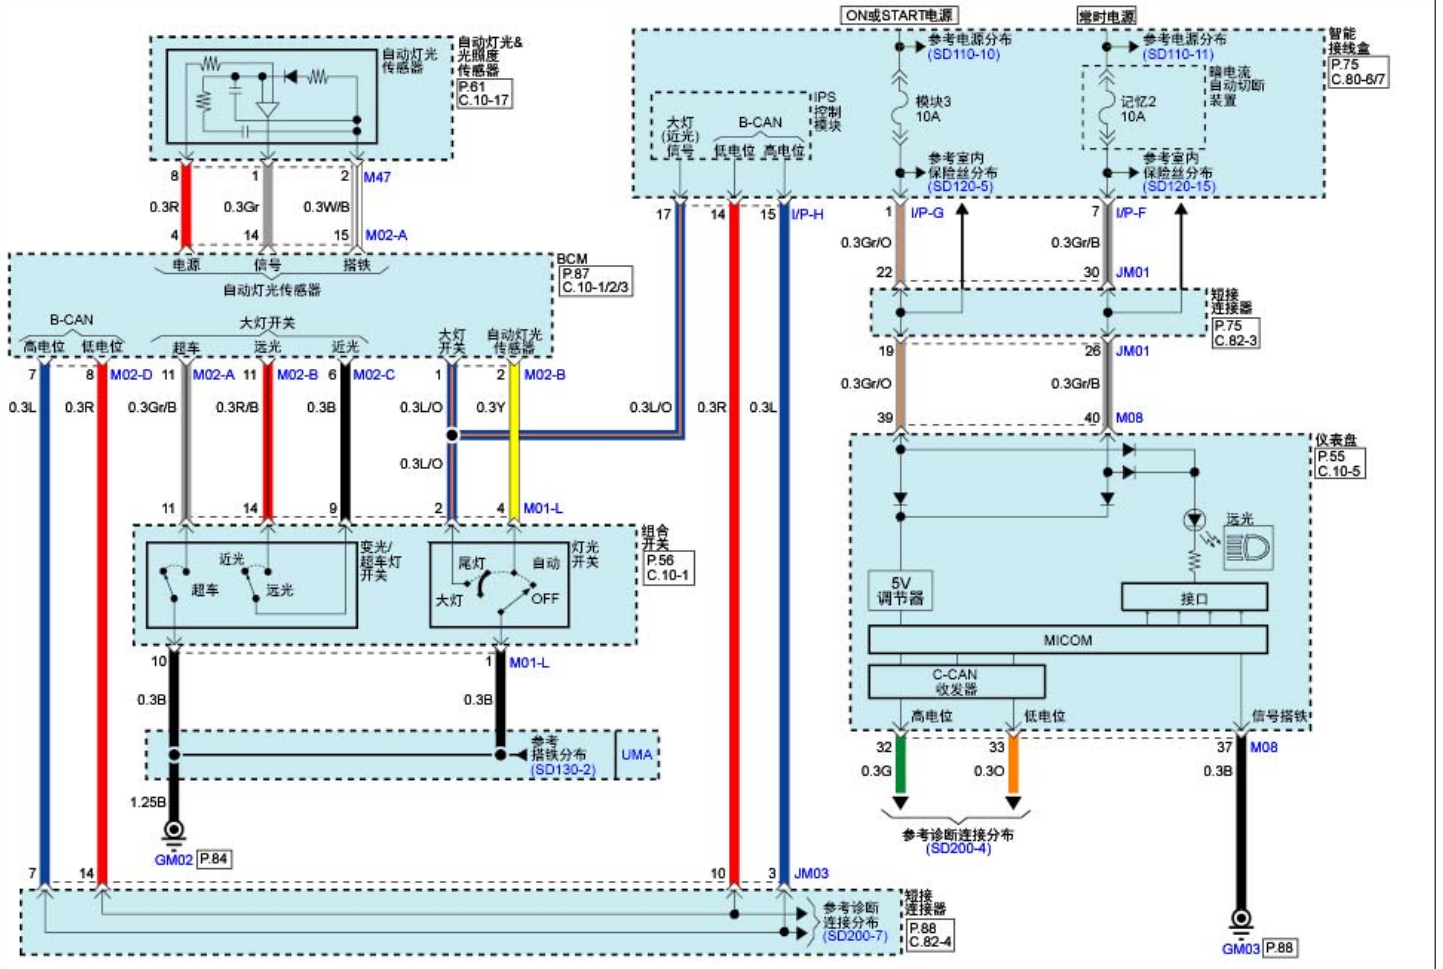 ON或START电源
常时电源
自动灯光&
光照度
传感器
P.61
C.10-17
自动灯光
传感器
参考电源分布
(SD110-10)
参考电源分布
(SD110-11)
智能
接线盒
P.75
C.80-6/7
暗电流
自动切断
装置
IPS
控制
模块
大灯
(近光)
信号
B-CAN
低电位 高电位
模块3
10A
记忆2
10A
参考室内
保险丝分布
(SD120-5)
参考室内
保险丝分布
(SD120-15)
8 1 2 M47
0.3R 0.3Gr 0.3W/B
4 14 15 M02-A
17 14 15 I/P-H
1 I/P-G
7 I/P-F
0.3Gr/O 0.3Gr/B
22 30 JM01
BCM
P.87
C.10-1/2/3
电源 信号 搭铁
自动灯光传感器
短接
连接器
P.75
C.82-3
B-CAN
高电位 低电位
大灯开关
超车 远光 近光
大灯
开关
自动灯光
传感器
19 26 JM01
7 8 M02-D 11 M02-A 11 M02-B 6 M02-C 1 2 M02-B
0.3L 0.3R 0.3Gr/B 0.3R/B 0.3B 0.3L/O 0.3Y 0.3L/O 0.3R 0.3L
0.3Gr/O 0.3Gr/B
39 40 M08
0.3L/O
仪表盘
P.55
C.10-5
11 14 9 2 4 M01-L
组合
开关
P.56
C.10-1
变光/
超车灯
开关
近光
超车
远光
灯光
开关
尾灯 自动
大灯 OFF
远光
5V
调节器
接口
MICOM
C-CAN
收发器
高电位 低电位 信号搭铁
10 1 M01-L
0.3B 0.3B
参考
搭铁分布
(SD130-2)
UMA
1.25B
GM02 P.84
32 33 37 M08
0.3G 0.3O 0.3B
参考诊断连接分布
(SD200-4)
7 14 10 3 JM03
参考诊断
连接分布
(SD200-7)
短接
连接器
P.88
C.82-4
GM03 P.88